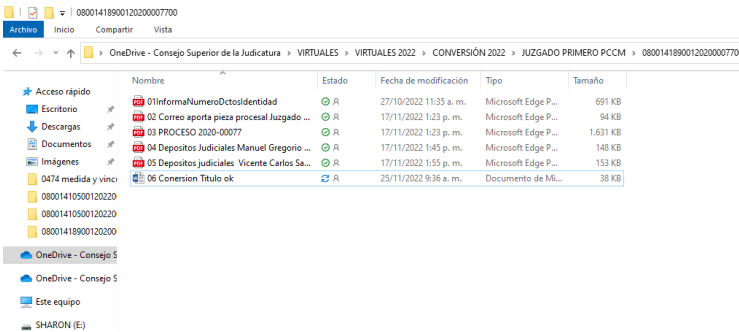 08001418900120200007700
Archivo Inicio Compartir Vista
OneDrive - Consejo Superior de la Judicatura > VIRTUALES > VIRTUALES 2022 > CONVERSIÓN 2022 > JUZGADO PRIMERO PCCM > 0800141890012020000770
Nombre Estado Fecha de modificación Tipo Tamaño
Acceso rápido
Escritorio
Descargas
Documentos
Imágenes
0474 medida y vinc
08001410500120220
08001410500120220
08001418900120200
OneDrive - Consejo S
OneDrive - Consejo S
Este equipo
SHARON (E:)
01InformaNumeroDctosIdentidad 27/10/2022 11:35 a. m. Microsoft Edge P... 691 KB
02 Correo aporta pieza procesal Juzgado ... 17/11/2022 1:23 p. m. Microsoft Edge P... 94 KB
03 PROCESO 2020-00077 17/11/2022 1:23 p. m. Microsoft Edge P... 1.631 KB
04 Depositos Judiciales Manuel Gregorio ... 17/11/2022 1:45 p. m. Microsoft Edge P... 148 KB
05 Depositos judiciales Vicente Carlos Sa... 17/11/2022 1:55 p. m. Microsoft Edge P... 153 KB
06 Conersion Titulo ok 25/11/2022 9:36 a. m. Documento de Mi... 38 KB